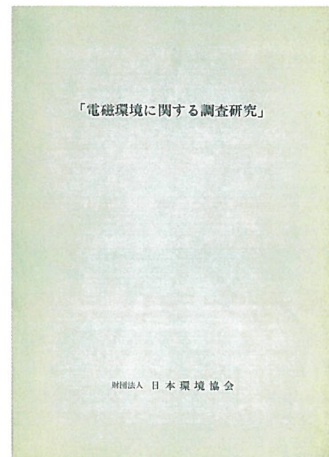 「電磁環境に関する調査研究」
財団法人 日本環境協会